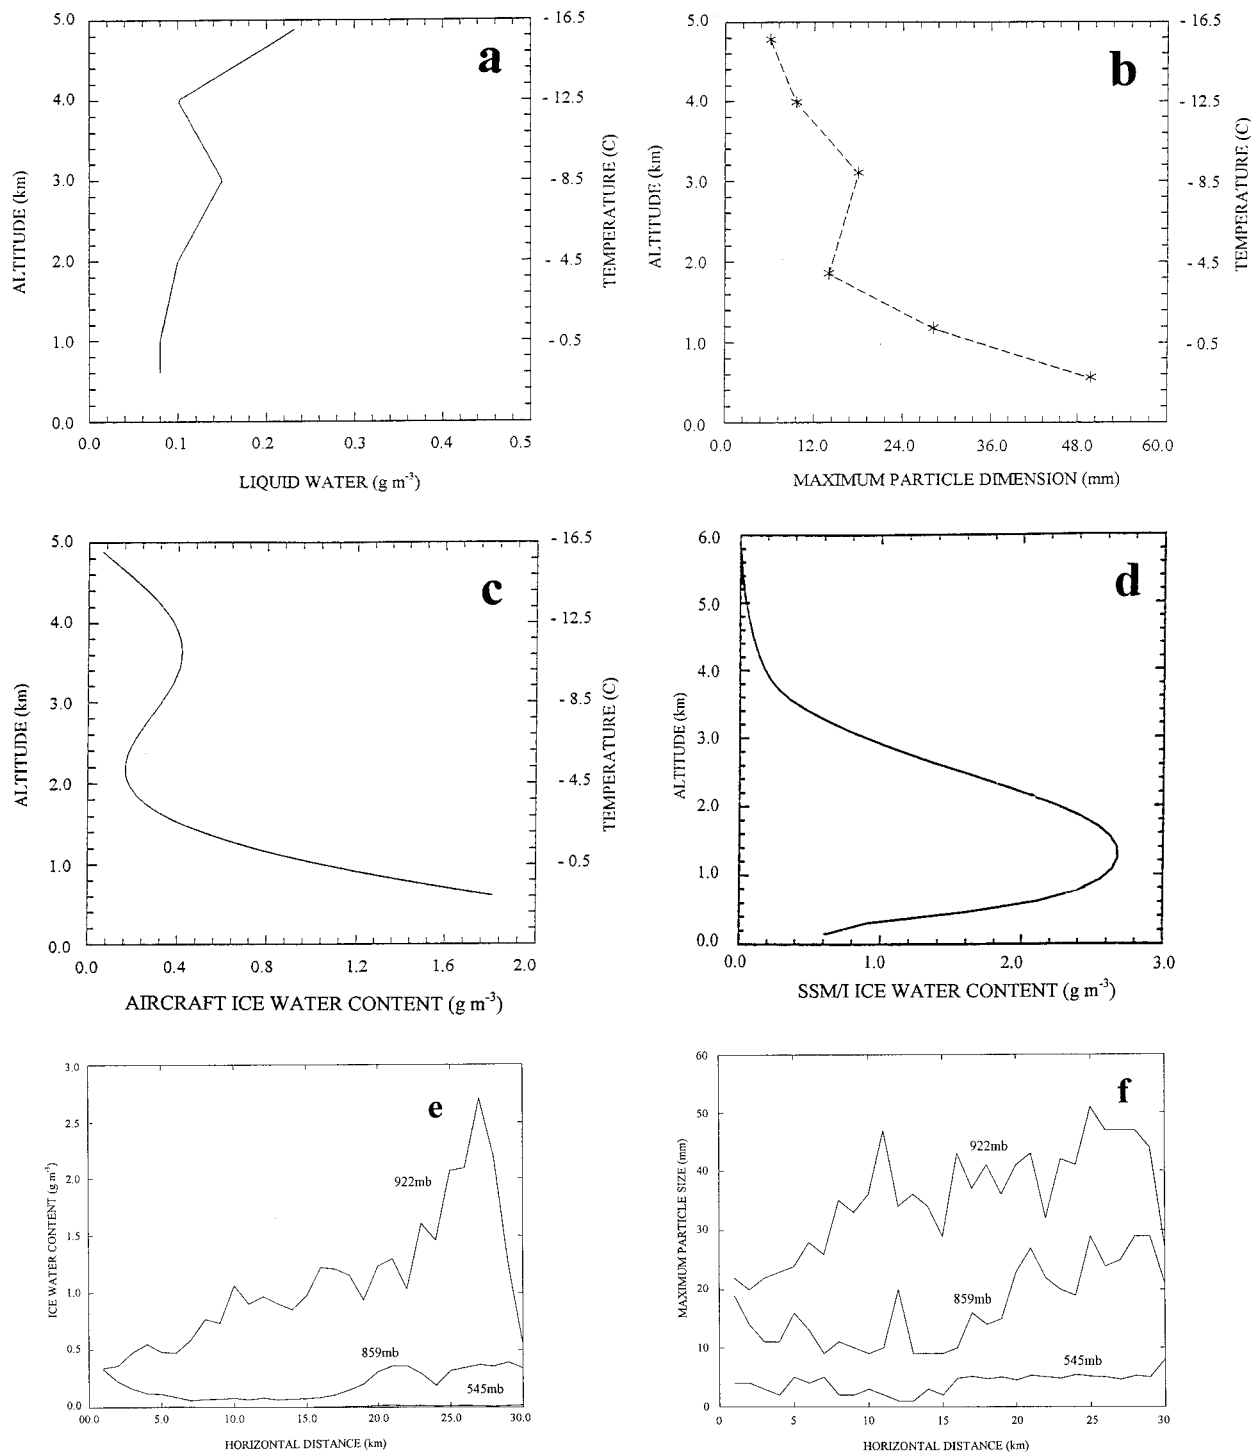 a
5.0
4.0
3.0
2.0
1.0
0.0
ALTITUDE (km)
- 16.5
- 12.5
- 8.5
- 4.5
- 0.5
TEMPERATURE (C)
0.0 0.1 0.2 0.3 0.4 0.5
LIQUID WATER (g m-3)
b
5.0
4.0
3.0
2.0
1.0
0.0
ALTITUDE (km)
- 16.5
- 12.5
- 8.5
- 4.5
- 0.5
TEMPERATURE (C)
0.0 12.0 24.0 36.0 48.0 60.0
MAXIMUM PARTICLE DIMENSION (mm)
c
5.0
4.0
3.0
2.0
1.0
0.0
ALTITUDE (km)
- 16.5
- 12.5
- 8.5
- 4.5
- 0.5
TEMPERATURE (C)
0.0 0.4 0.8 1.2 1.6 2.0
AIRCRAFT ICE WATER CONTENT (g m-3)
d
6.0
5.0
4.0
3.0
2.0
1.0
0.0
ALTITUDE (km)
0.0 1.0 2.0 3.0
SSM/I ICE WATER CONTENT (g m-3)
e
3.0
2.5
2.0
1.5
1.0
0.5
0.0
ICE WATER CONTENT (g m-3)
922mb
859mb
545mb
00.0 5.0 10.0 15.0 20.0 25.0 30.0
HORIZONTAL DISTANCE (km)
f
60
50
40
30
20
10
0
MAXIMUM PARTICLE SIZE (mm)
922mb
859mb
545mb
0 5 10 15 20 25 30
HORIZONTAL DISTANCE (km)